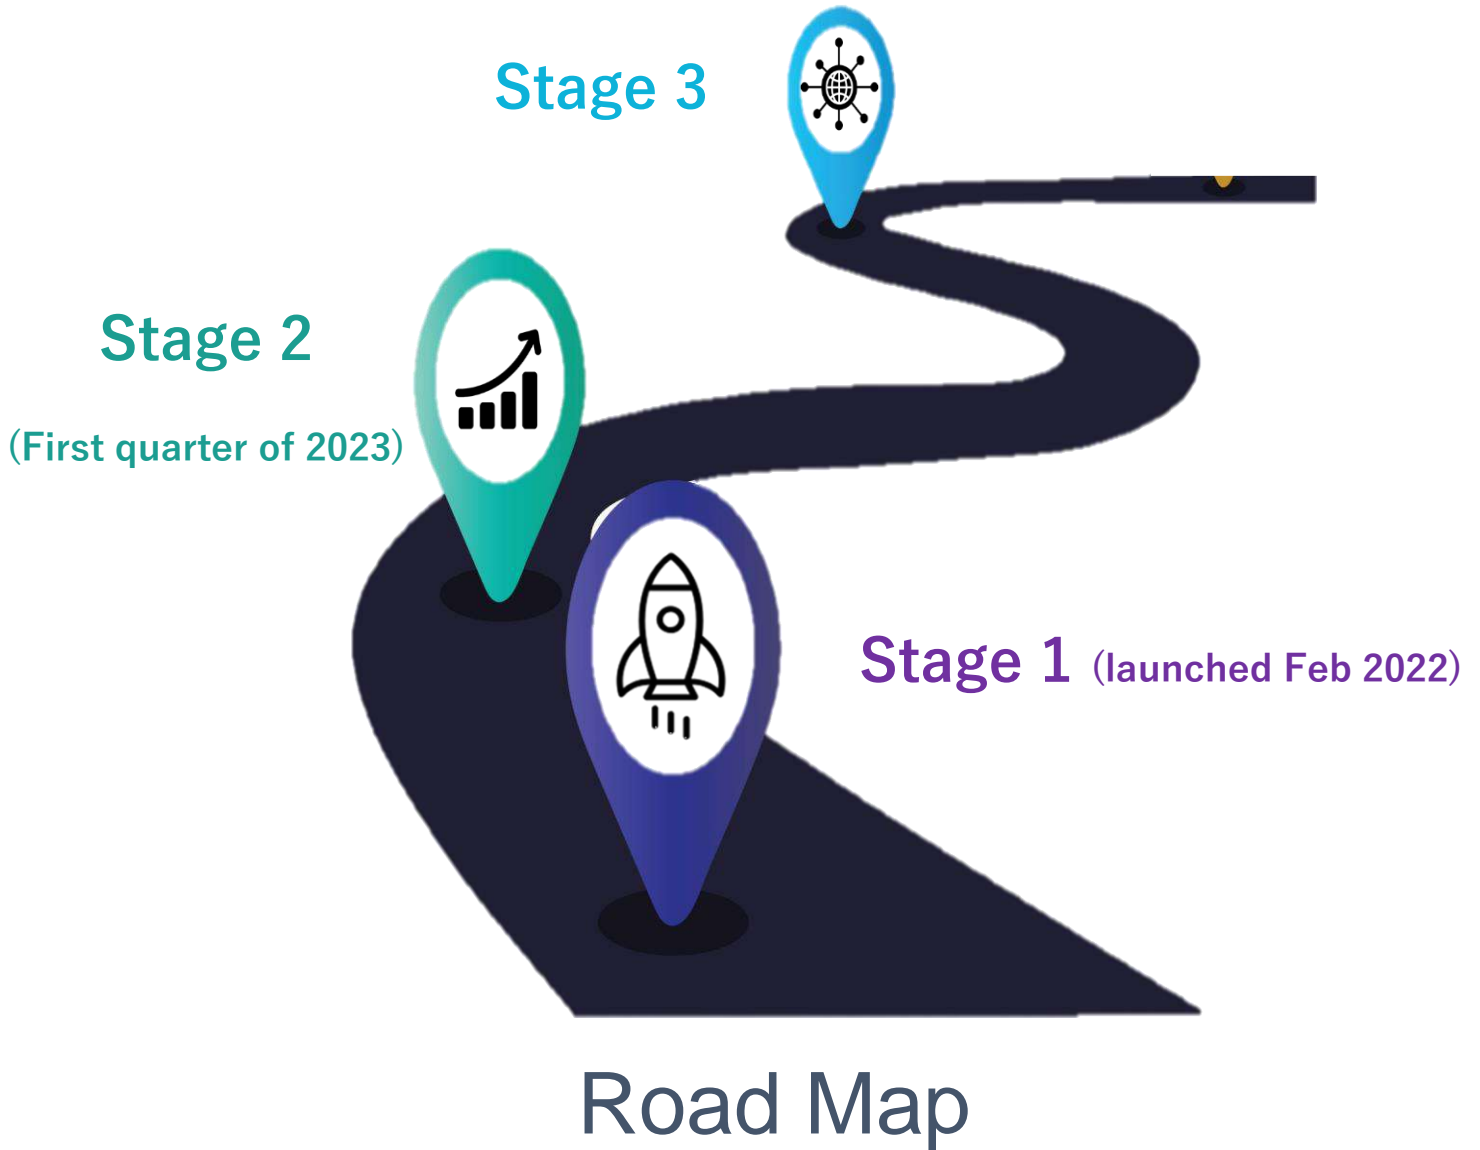 Stage 3
Stage 2
(First quarter of 2023)
Stage 1 (launched Feb 2022)
Road Map